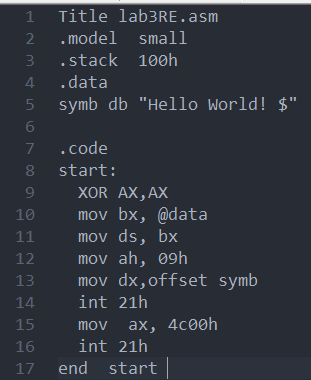 1 Title lab3RE.asm
2 .model  small
3 .stack  100h
4 .data
5 symb db "Hello World! $"
6
7 .code
8 start:
9   XOR AX,AX
10   mov bx, @data
11   mov ds, bx
12   mov ah, 09h
13   mov dx,offset symb
14   int 21h
15   mov  ax, 4c00h
16   int 21h
17 end  start